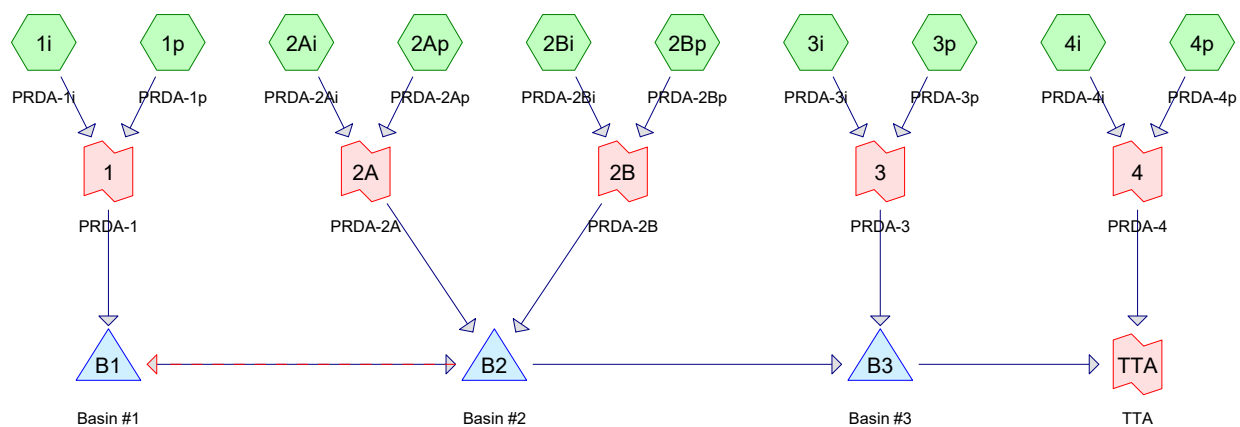 1i
1p
2Ai
2Ap
2Bi
2Bp
3i
3p
4i
4p
PRDA-1i
PRDA-1p
PRDA-2Ai
PRDA-2Ap
PRDA-2Bi
PRDA-2Bp
PRDA-3i
PRDA-3p
PRDA-4i
PRDA-4p
1
2A
2B
3
4
PRDA-1
PRDA-2A
PRDA-2B
PRDA-3
PRDA-4
B1
B2
B3
TTA
Basin #1
Basin #2
Basin #3
TTA